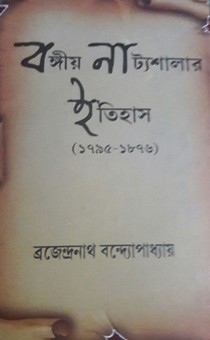 বঙ্গীয় নাট্যশালার
ইতিহাস
(১৭৯৫-১৮৭৬)
ব্রজেন্দ্রনাথ বন্দ্যোপাধ্যায়